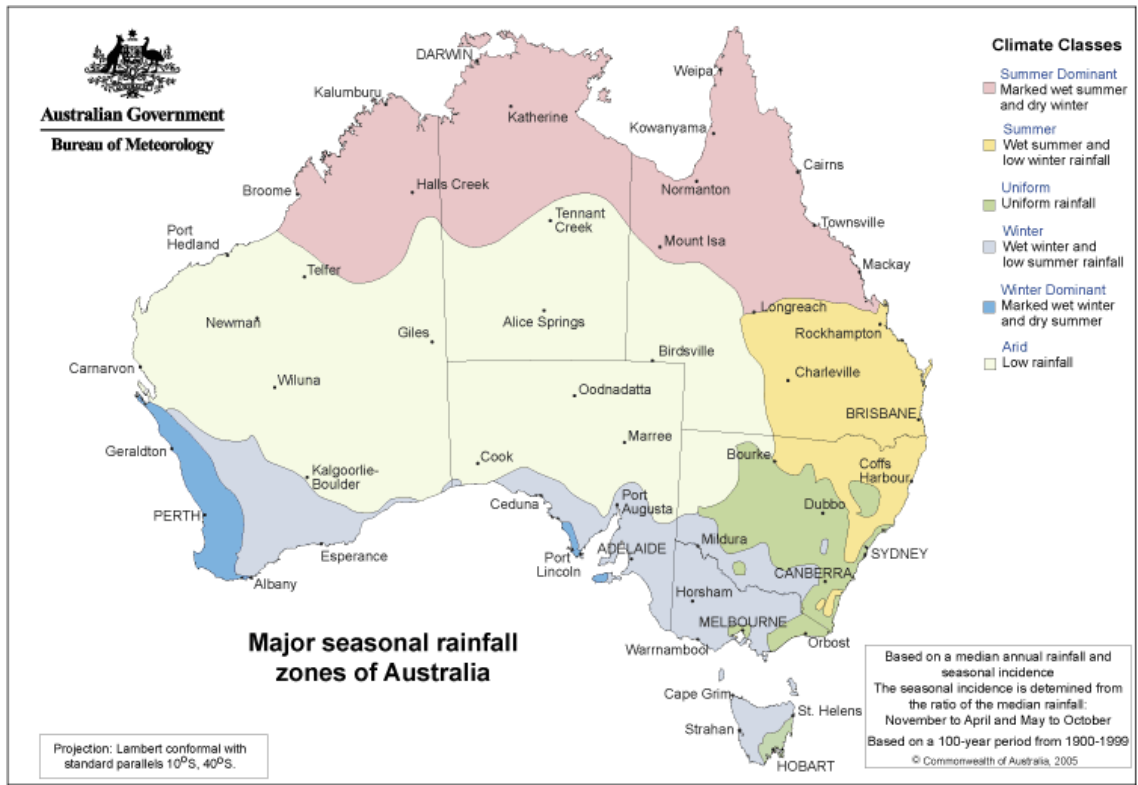 Australian Government
Bureau of Meteorology
DARWIN
Kalumburu
Katherine
Weipa
Kowanyama
Broome
Halls Creek
Normanton
Cairns
Port
Hedland
Tennant
Creek
Townsville
Mount Isa
Mackay
Telfer
Longreach
Newman
Giles
Alice Springs
Rockhampton
Birdsville
Carnarvon
Wiluna
Oodnadatta
Charleville
BRISBANE
Geraldton
Kalgoorlie-
Boulder
Cook
Marree
Bourke
Coffs
Harbour
PERTH
Ceduna
Port
Augusta
Dubbo
Esperance
Port
Lincoln
ADELAIDE
Mildura
SYDNEY
Albany
CANBERRA
Horsham
MELBOURNE
Warrnambool
Orbost
Cape Grim
St. Helens
Strahan
HOBART
Climate Classes
Summer Dominant
Marked wet summer
and dry winter
Summer
Wet summer and
low winter rainfall
Uniform
Uniform rainfall
Winter
Wet winter and
low summer rainfall
Winter Dominant
Marked wet winter
and dry summer
Arid
Low rainfall
Major seasonal rainfall
zones of Australia
Projection: Lambert conformal with
standard parallels 10°S, 40°S.
Based on a median annual rainfall and
seasonal incidence
The seasonal incidence is detemined from
the ratio of the median rainfall:
November to April and May to October
Based on a 100-year period from 1900-1999
© Commonwealth of Australia, 2005